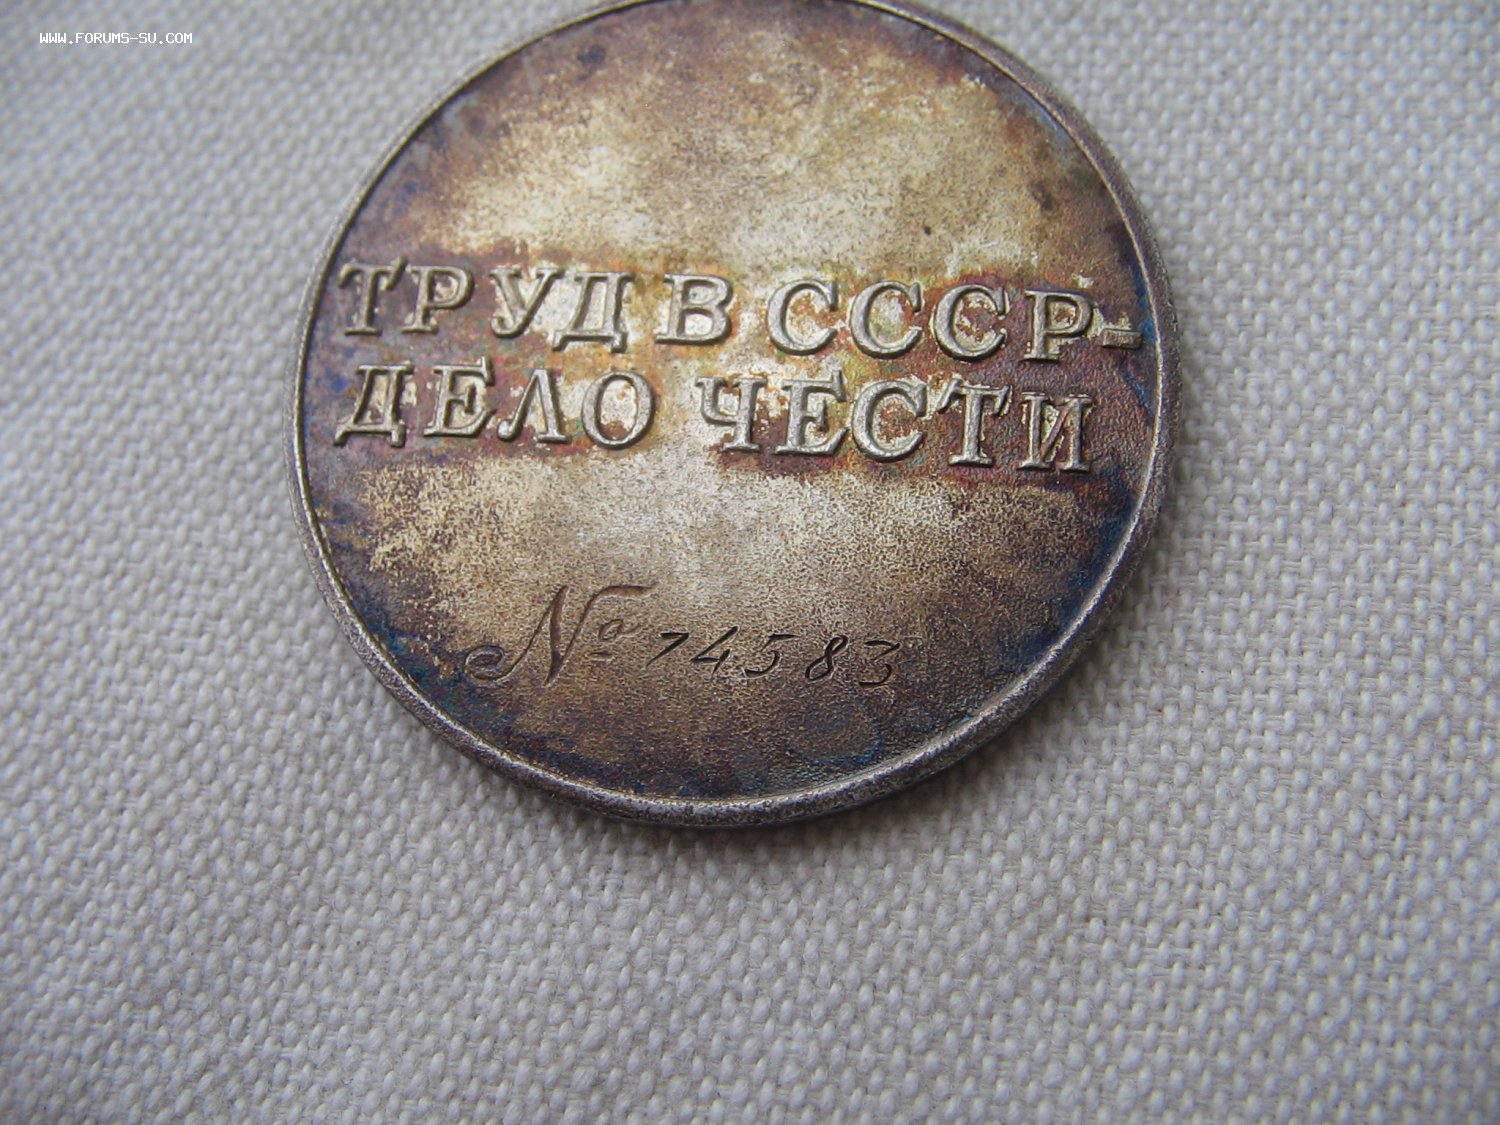 WWW.FORUMS-SU.COM
ТРУД В СССР-
ДЕЛО ЧЕСТИ
№ 74583